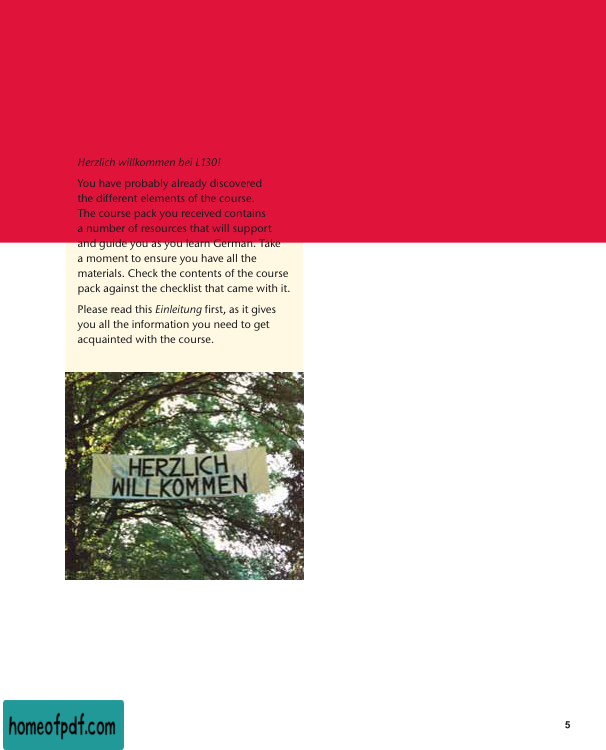 Herzlich willkommen bei L130!
You have probably already discovered
the different elements of the course.
The course pack you received contains
a number of resources that will support
and guide you as you learn German. Take
a moment to ensure you have all the
materials. Check the contents of the course
pack against the checklist that came with it.
Please read this Einleitung first, as it gives
you all the information you need to get
acquainted with the course.
HERZLICH
WILLKOMMEN
homeofpdf.com
5